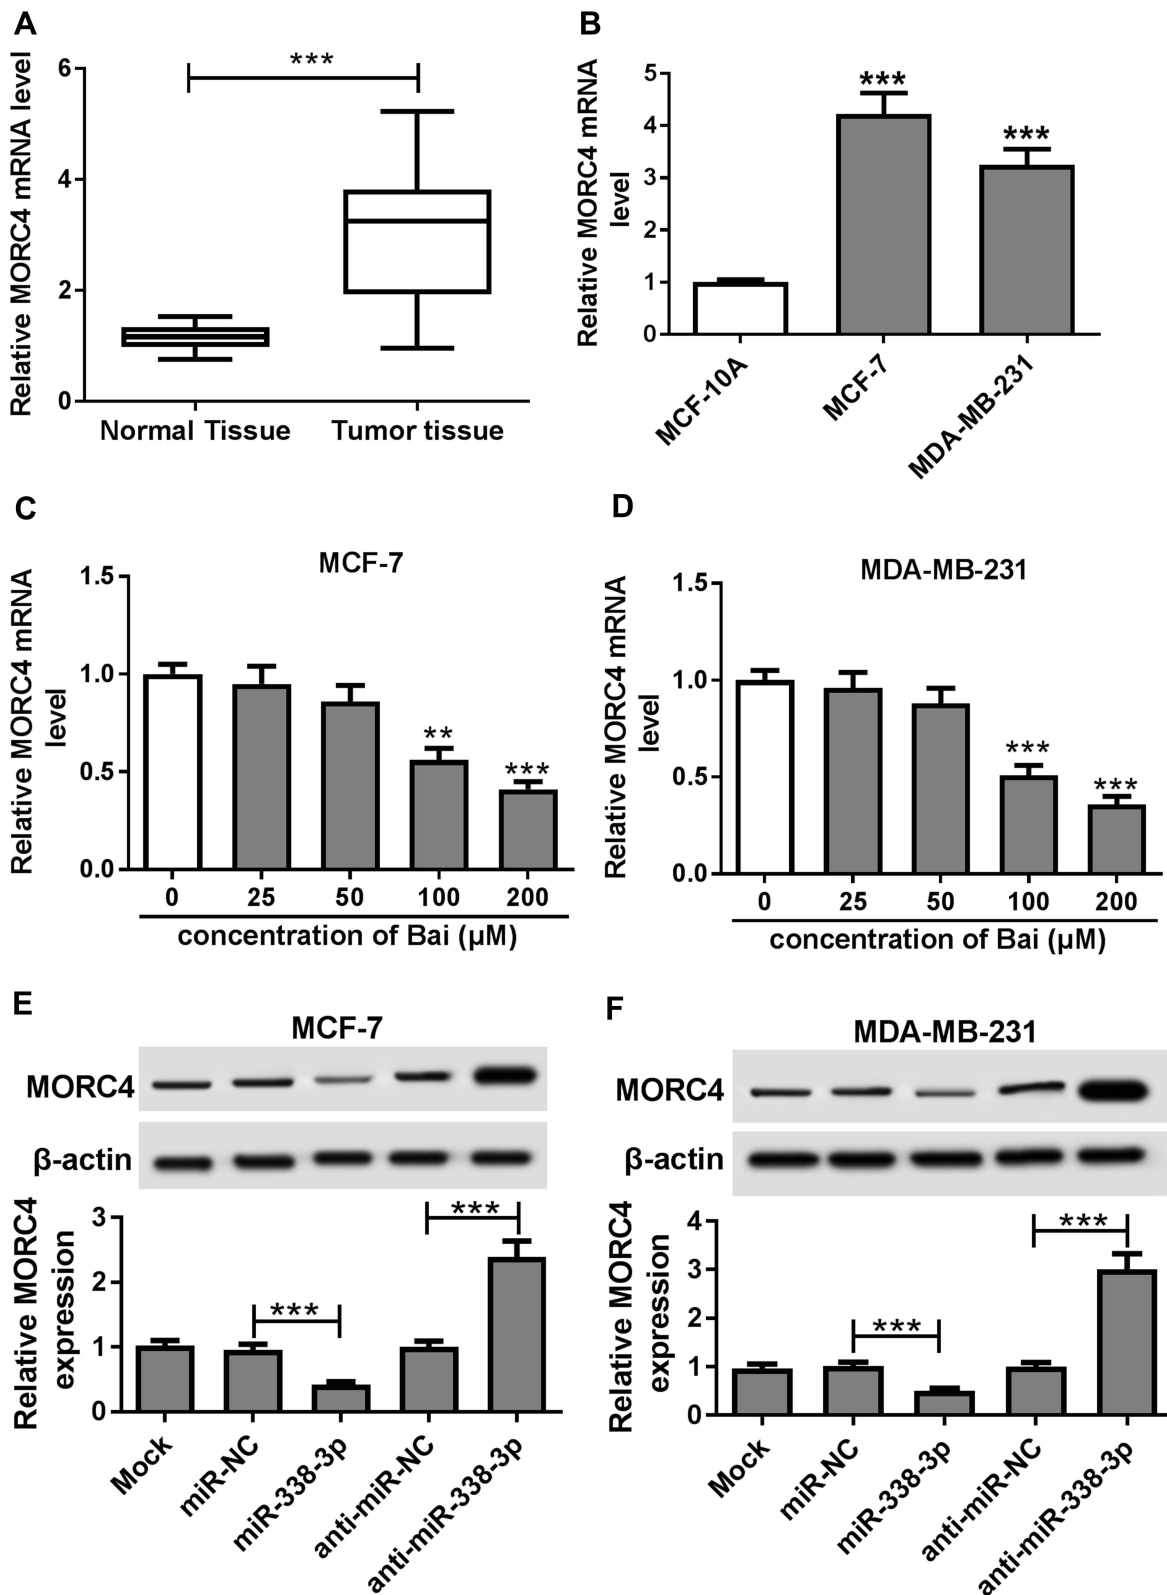 A
Relative MORC4 mRNA level
6
4
2
0
***
Normal Tissue
Tumor tissue
B
Relative MORC4 mRNA
level
5
4
3
2
1
0
***
***
MCF-10A
MCF-7
MDA-MB-231
C
MCF-7
Relative MORC4 mRNA
level
1.5
1.0
0.5
0.0
**
***
0 25 50 100 200
concentration of Bai (μM)
D
MDA-MB-231
Relative MORC4 mRNA
level
1.5
1.0
0.5
0.0
***
***
0 25 50 100 200
concentration of Bai (μM)
E
MCF-7
MORC4
β-actin
Relative MORC4
expression
3
2
1
0
***
***
Mock
miR-NC
miR-338-3p
anti-miR-NC
anti-miR-338-3p
F
MDA-MB-231
MORC4
β-actin
Relative MORC4
expression
4
3
2
1
0
***
***
Mock
miR-NC
miR-338-3p
anti-miR-NC
anti-miR-338-3p